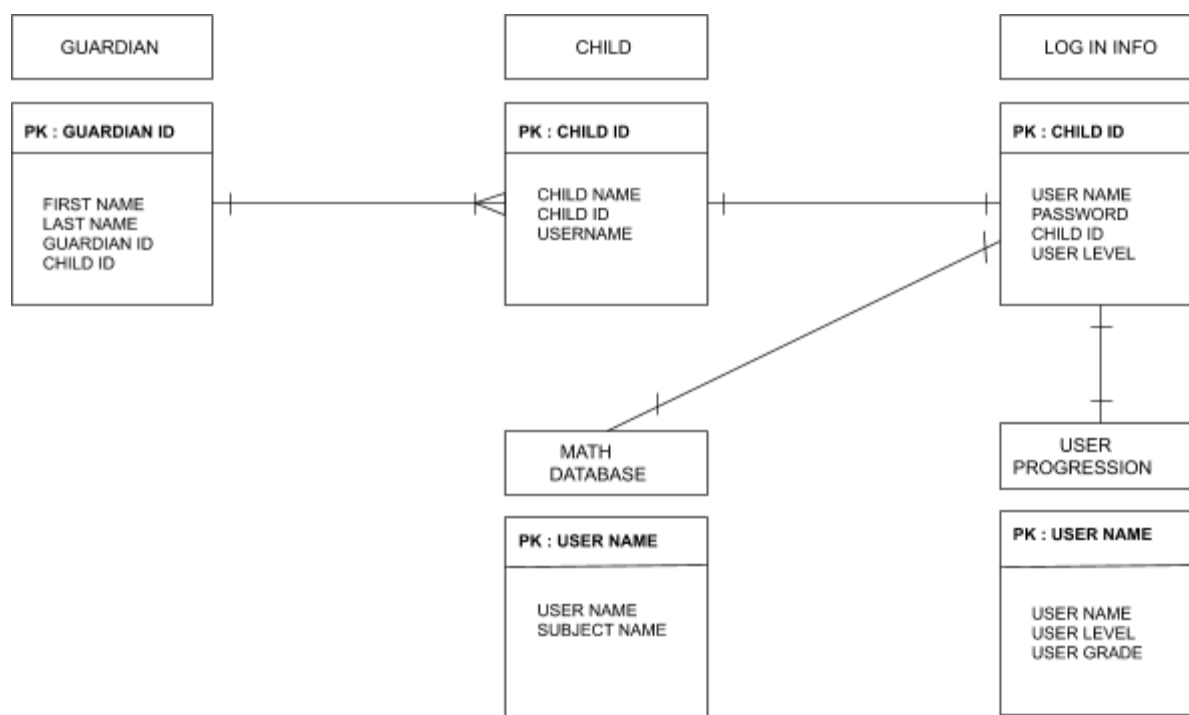 GUARDIAN
PK : GUARDIAN ID
FIRST NAME
LAST NAME
GUARDIAN ID
CHILD ID
CHILD
PK : CHILD ID
CHILD NAME
CHILD ID
USERNAME
LOG IN INFO
PK : CHILD ID
USER NAME
PASSWORD
CHILD ID
USER LEVEL
MATH
DATABASE
PK : USER NAME
USER NAME
SUBJECT NAME
USER
PROGRESSION
PK : USER NAME
USER NAME
USER LEVEL
USER GRADE